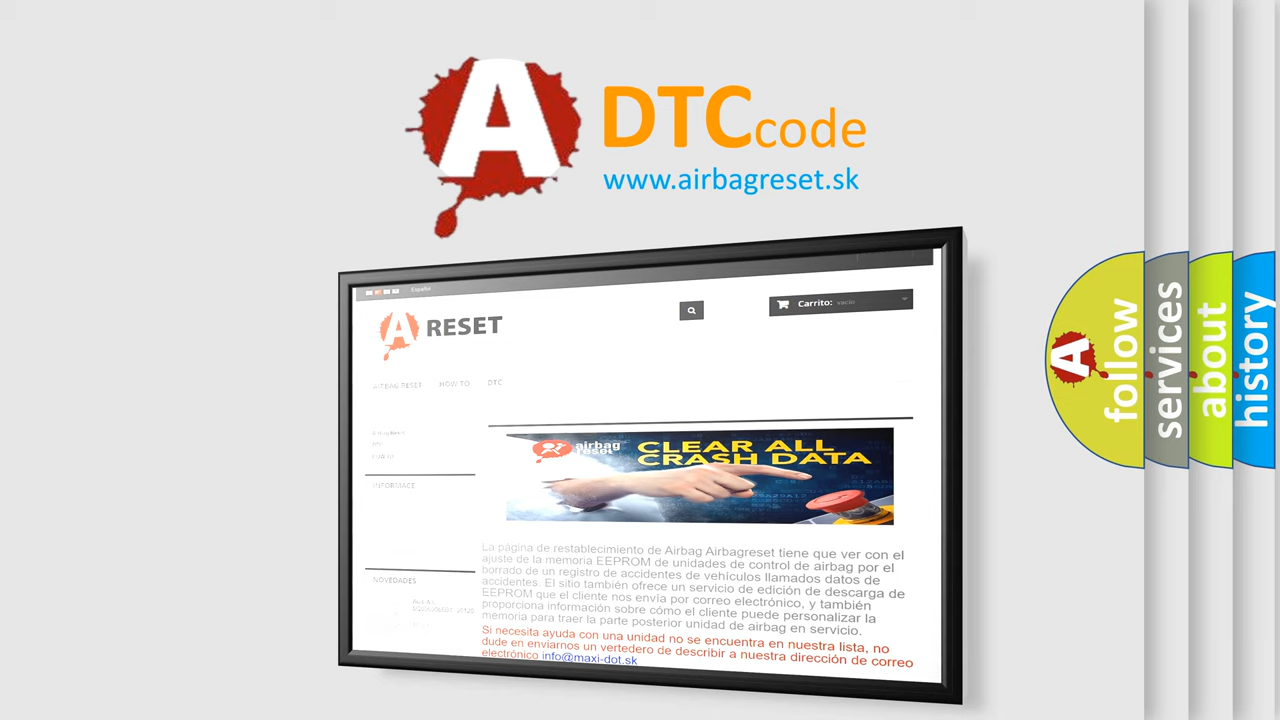 A
DTCcode
www.airbagreset.sk
Español
A RESET
Carrito: vacío
AIRBAG RESET HOW TO DTC
INFORMACE
NOVEDADES
airbag
reset
CLEAR ALL
CRASH DATA
La página de restablecimiento de Airbag Airbagreset tiene que ver con el
ajuste de la memoria EEPROM de unidades de control de airbag por el
borrado de un registro de accidentes de vehículos llamados datos de
accidentes. El sitio también ofrece un servicio de edición de descarga de
EEPROM que el cliente nos envía por correo electrónico, y también
proporciona información sobre cómo el cliente puede personalizar la
memoria para traer la parte posterior unidad de airbag en servicio.
Si necesita ayuda con una unidad no se encuentra en nuestra lista, no
dude en enviarnos un vertedero de describir a nuestra dirección de correo
electrónico info@maxi-dot.sk
A
follow
services
about
history